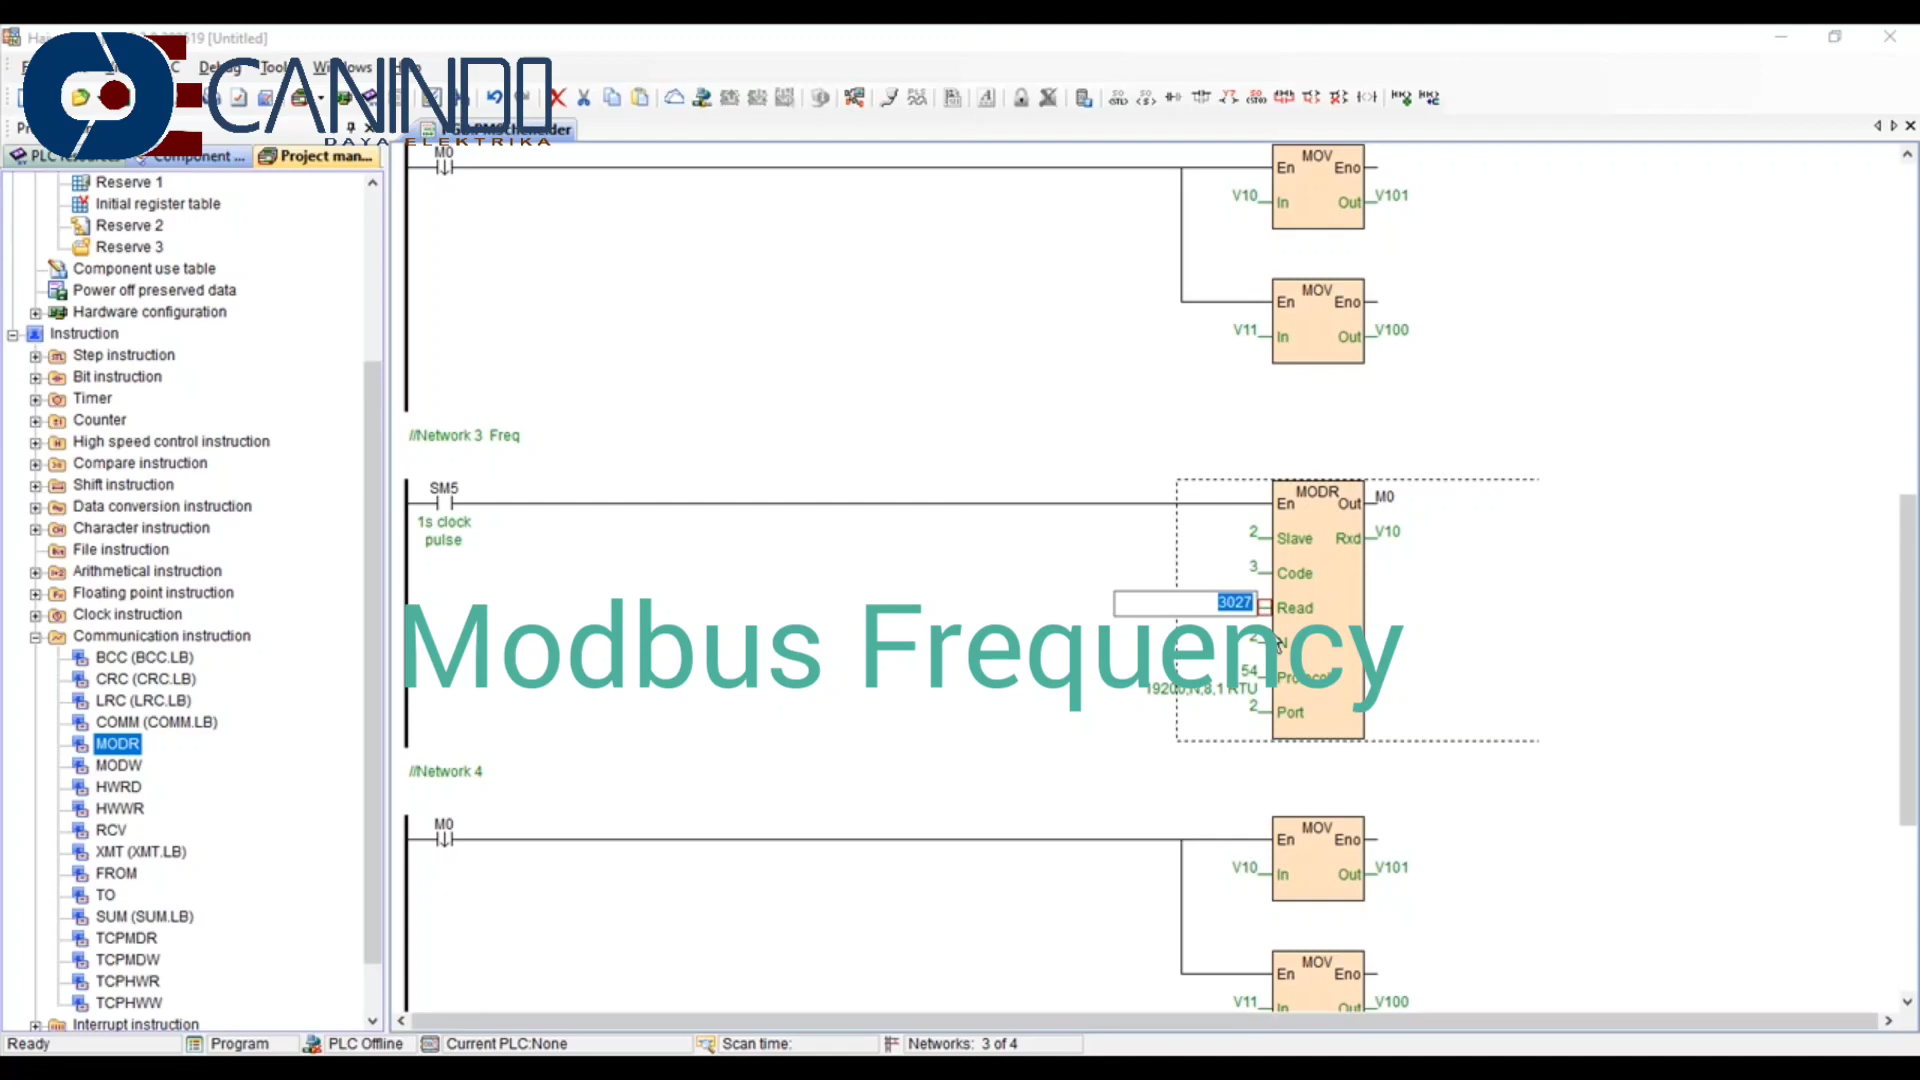 19 [Untitled]
CANINDO
DAYA ELEKTRIKA
Debug Tool Windows
Component ...
Project man...
Reserve 1
Initial register table
Reserve 2
Reserve 3
Component use table
Power off preserved data
Hardware configuration
Instruction
Step instruction
Bit instruction
Timer
Counter
High speed control instruction
Compare instruction
Shift instruction
Data conversion instruction
Character instruction
File instruction
Arithmetical instruction
Floating point instruction
Clock instruction
Communication instruction
BCC (BCC.LB)
CRC (CRC.LB)
LRC (LRC.LB)
COMM (COMM.LB)
MODR
MODW
HWRD
HWWR
RCV
XMT (XMT.LB)
FROM
TO
SUM (SUM.LB)
TCPMDR
TCPMDW
TCPHWR
TCPHWW
Interrupt instruction
M0
MOV
En Eno
V10 In Out V101
MOV
En Eno
V11 In Out V100
//Network 3 Freq
SM5
1s clock
pulse
MODR
En Out M0
2 Slave Rxd V10
3 Code
3027 Read
2 N
54 Protocol
19200,N,8,1 RTU
2 Port
Modbus Frequency
//Network 4
M0
MOV
En Eno
V10 In Out V101
MOV
En Eno
V11 In Out V100
Ready Program PLC Offline Current PLC:None Scan time: Networks: 3 of 4